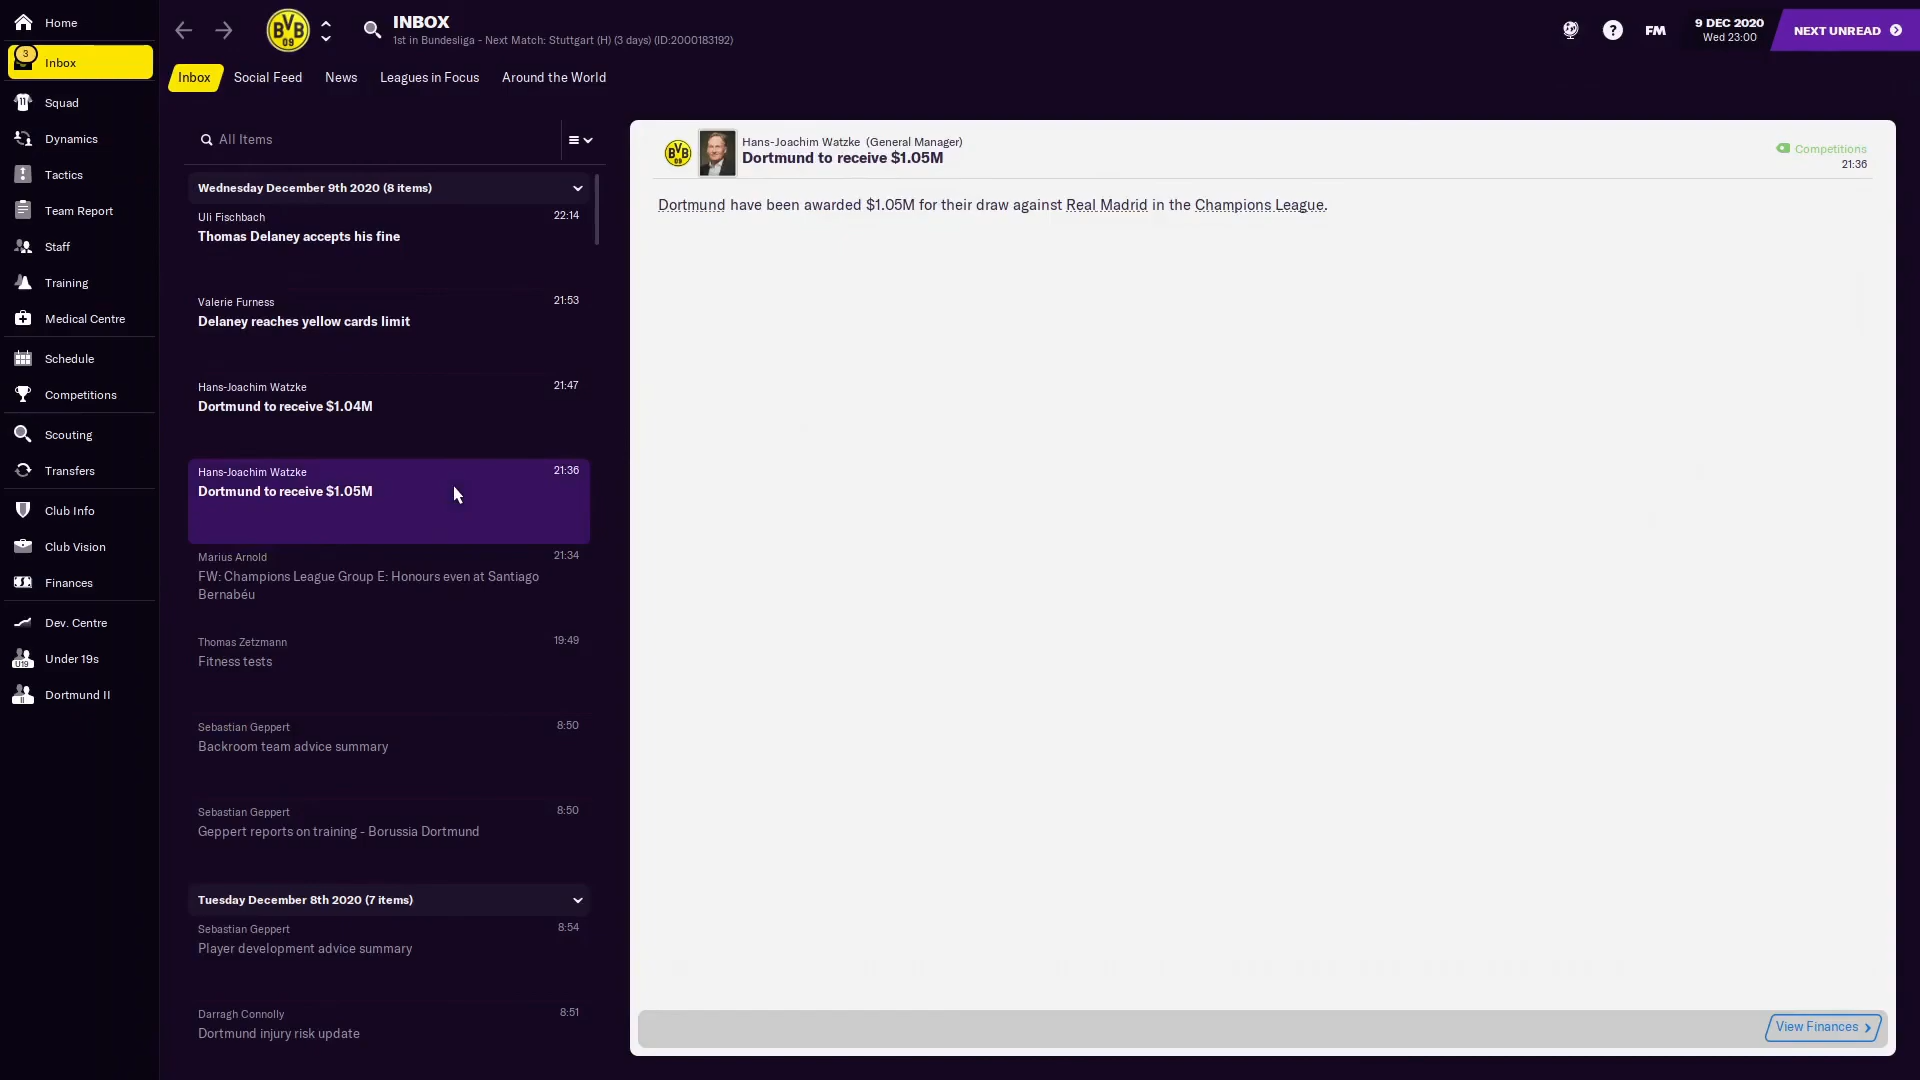 Home
3
Inbox
Squad
Dynamics
Tactics
Team Report
Staff
Training
Medical Centre
Schedule
Competitions
Scouting
Transfers
Club Info
Club Vision
Finances
Dev. Centre
U19
Under 19s
II
Dortmund II
BVB
09
INBOX
1st in Bundesliga - Next Match: Stuttgart (H) (3 days) (ID:2000183192)
?
FM
9 DEC 2020
Wed 23:00
NEXT UNREAD
Inbox
Social Feed
News
Leagues in Focus
Around the World
All Items
Wednesday December 9th 2020 (8 items)
Uli Fischbach
22:14
Thomas Delaney accepts his fine
Valerie Furness
21:53
Delaney reaches yellow cards limit
Hans-Joachim Watzke
21:47
Dortmund to receive $1.04M
Hans-Joachim Watzke
21:36
Dortmund to receive $1.05M
Marius Arnold
21:34
FW: Champions League Group E: Honours even at Santiago
Bernabéu
Thomas Zetzmann
19:49
Fitness tests
Sebastian Geppert
8:50
Backroom team advice summary
Sebastian Geppert
8:50
Geppert reports on training - Borussia Dortmund
Tuesday December 8th 2020 (7 items)
Sebastian Geppert
8:54
Player development advice summary
Darragh Connolly
8:51
Dortmund injury risk update
BVB
09
Hans-Joachim Watzke (General Manager)
Dortmund to receive $1.05M
Competitions
21:36
Dortmund have been awarded $1.05M for their draw against Real Madrid in the Champions League.
View Finances